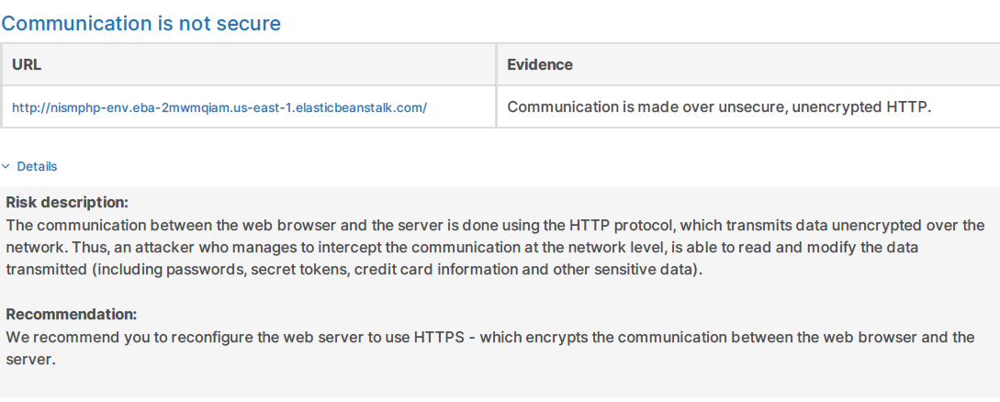 Communication is not secure
URL Evidence
http://nismphp-env.eba-2mwmqiam.us-east-1.elasticbeanstalk.com/ Communication is made over unsecure, unencrypted HTTP.
Details
Risk description:
The communication between the web browser and the server is done using the HTTP protocol, which transmits data unencrypted over the
network. Thus, an attacker who manages to intercept the communication at the network level, is able to read and modify the data
transmitted (including passwords, secret tokens, credit card information and other sensitive data).
Recommendation:
We recommend you to reconfigure the web server to use HTTPS - which encrypts the communication between the web browser and the
server.